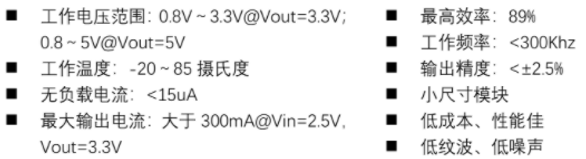 ■ 工作电压范围：0.8V～3.3V@Vout=3.3V；
0.8～5V@Vout=5V
■ 工作温度：-20～85 摄氏度
■ 无负载电流：<15uA
■ 最大输出电流：大于 300mA@Vin=2.5V,
Vout=3.3V
■ 最高效率：89%
■ 工作频率：<300Khz
■ 输出精度：<±2.5%
■ 小尺寸模块
■ 低成本、性能佳
■ 低纹波、低噪声